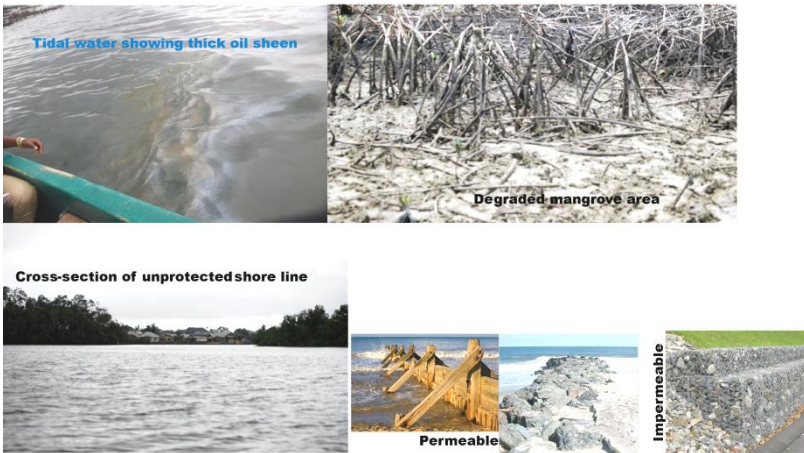 Tidal water showing thick oil sheen
Degraded mangrove area
Cross-section of unprotected shore line
Permeable
Impermeable